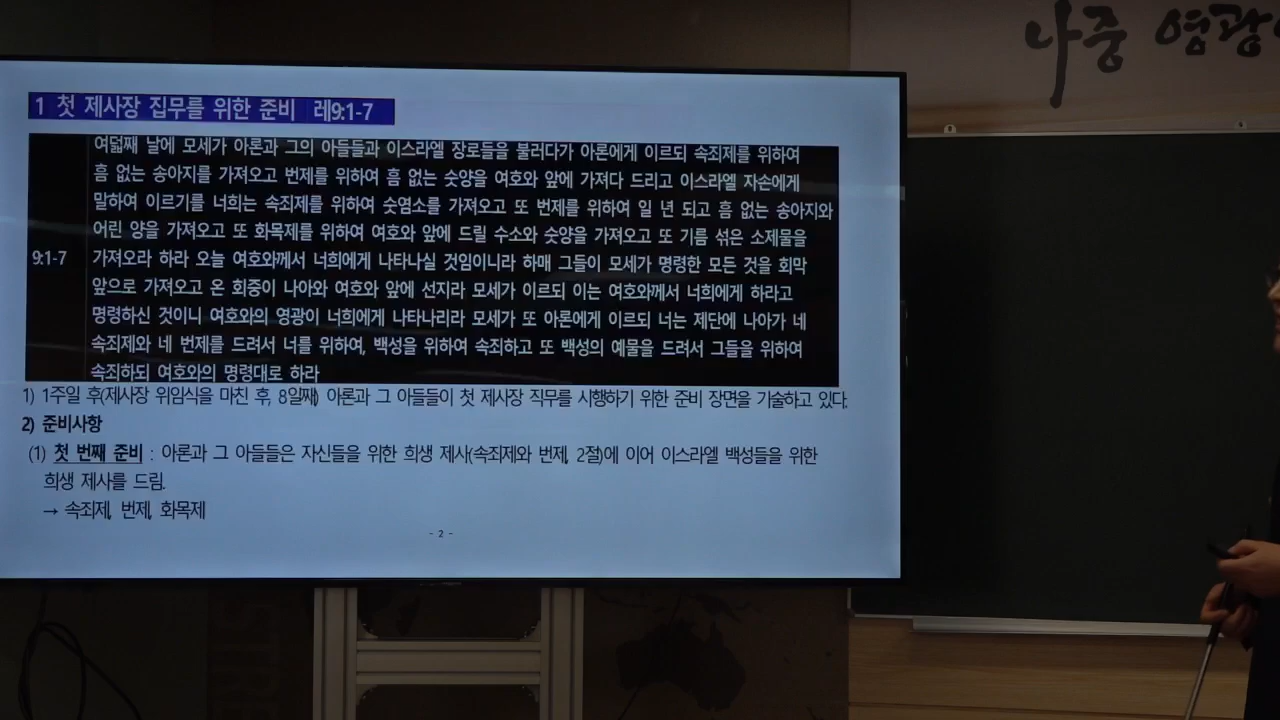 나중 영광
1 첫 제사장 집무를 위한 준비 레9:1-7
여덟째 날에 모세가 아론과 그의 아들들과 이스라엘 장로들을 불러다가 아론에게 이르되 속죄제를 위하여
흠 없는 송아지를 가져오고 번제를 위하여 흠 없는 숫양을 여호와 앞에 가져다 드리고 이스라엘 자손에게
말하여 이르기를 너희는 속죄제를 위하여 숫염소를 가져오고 또 번제를 위하여 일 년 되고 흠 없는 송아지와
어린 양을 가져오고 또 화목제를 위하여 여호와 앞에 드릴 수소와 숫양을 가져오고 또 기름 섞은 소제물을
9:1-7 가져오라 하라 오늘 여호와께서 너희에게 나타나실 것임이니라 하매 그들이 모세가 명령한 모든 것을 회막
앞으로 가져오고 온 회중이 나아와 여호와 앞에 선지라 모세가 이르되 이는 여호와께서 너희에게 하라고
명령하신 것이니 여호와의 영광이 너희에게 나타나리라 모세가 또 아론에게 이르되 너는 제단에 나아가 네
속죄제와 네 번제를 드려서 너를 위하여, 백성을 위하여 속죄하고 또 백성의 예물을 드려서 그들을 위하여
속죄하되 여호와의 명령대로 하라
1) 1주일 후(제사장 위임식을 마친 후, 8일째) 아론과 그 아들들이 첫 제사장 직무를 시행하기 위한 준비 장면을 기술하고 있다.
2) 준비사항
(1) 첫 번째 준비 : 아론과 그 아들들은 자신들을 위한 희생 제사(속죄제와 번제, 2절)에 이어 이스라엘 백성들을 위한
희생 제사를 드림.
→ 속죄제, 번제, 화목제
- 2 -